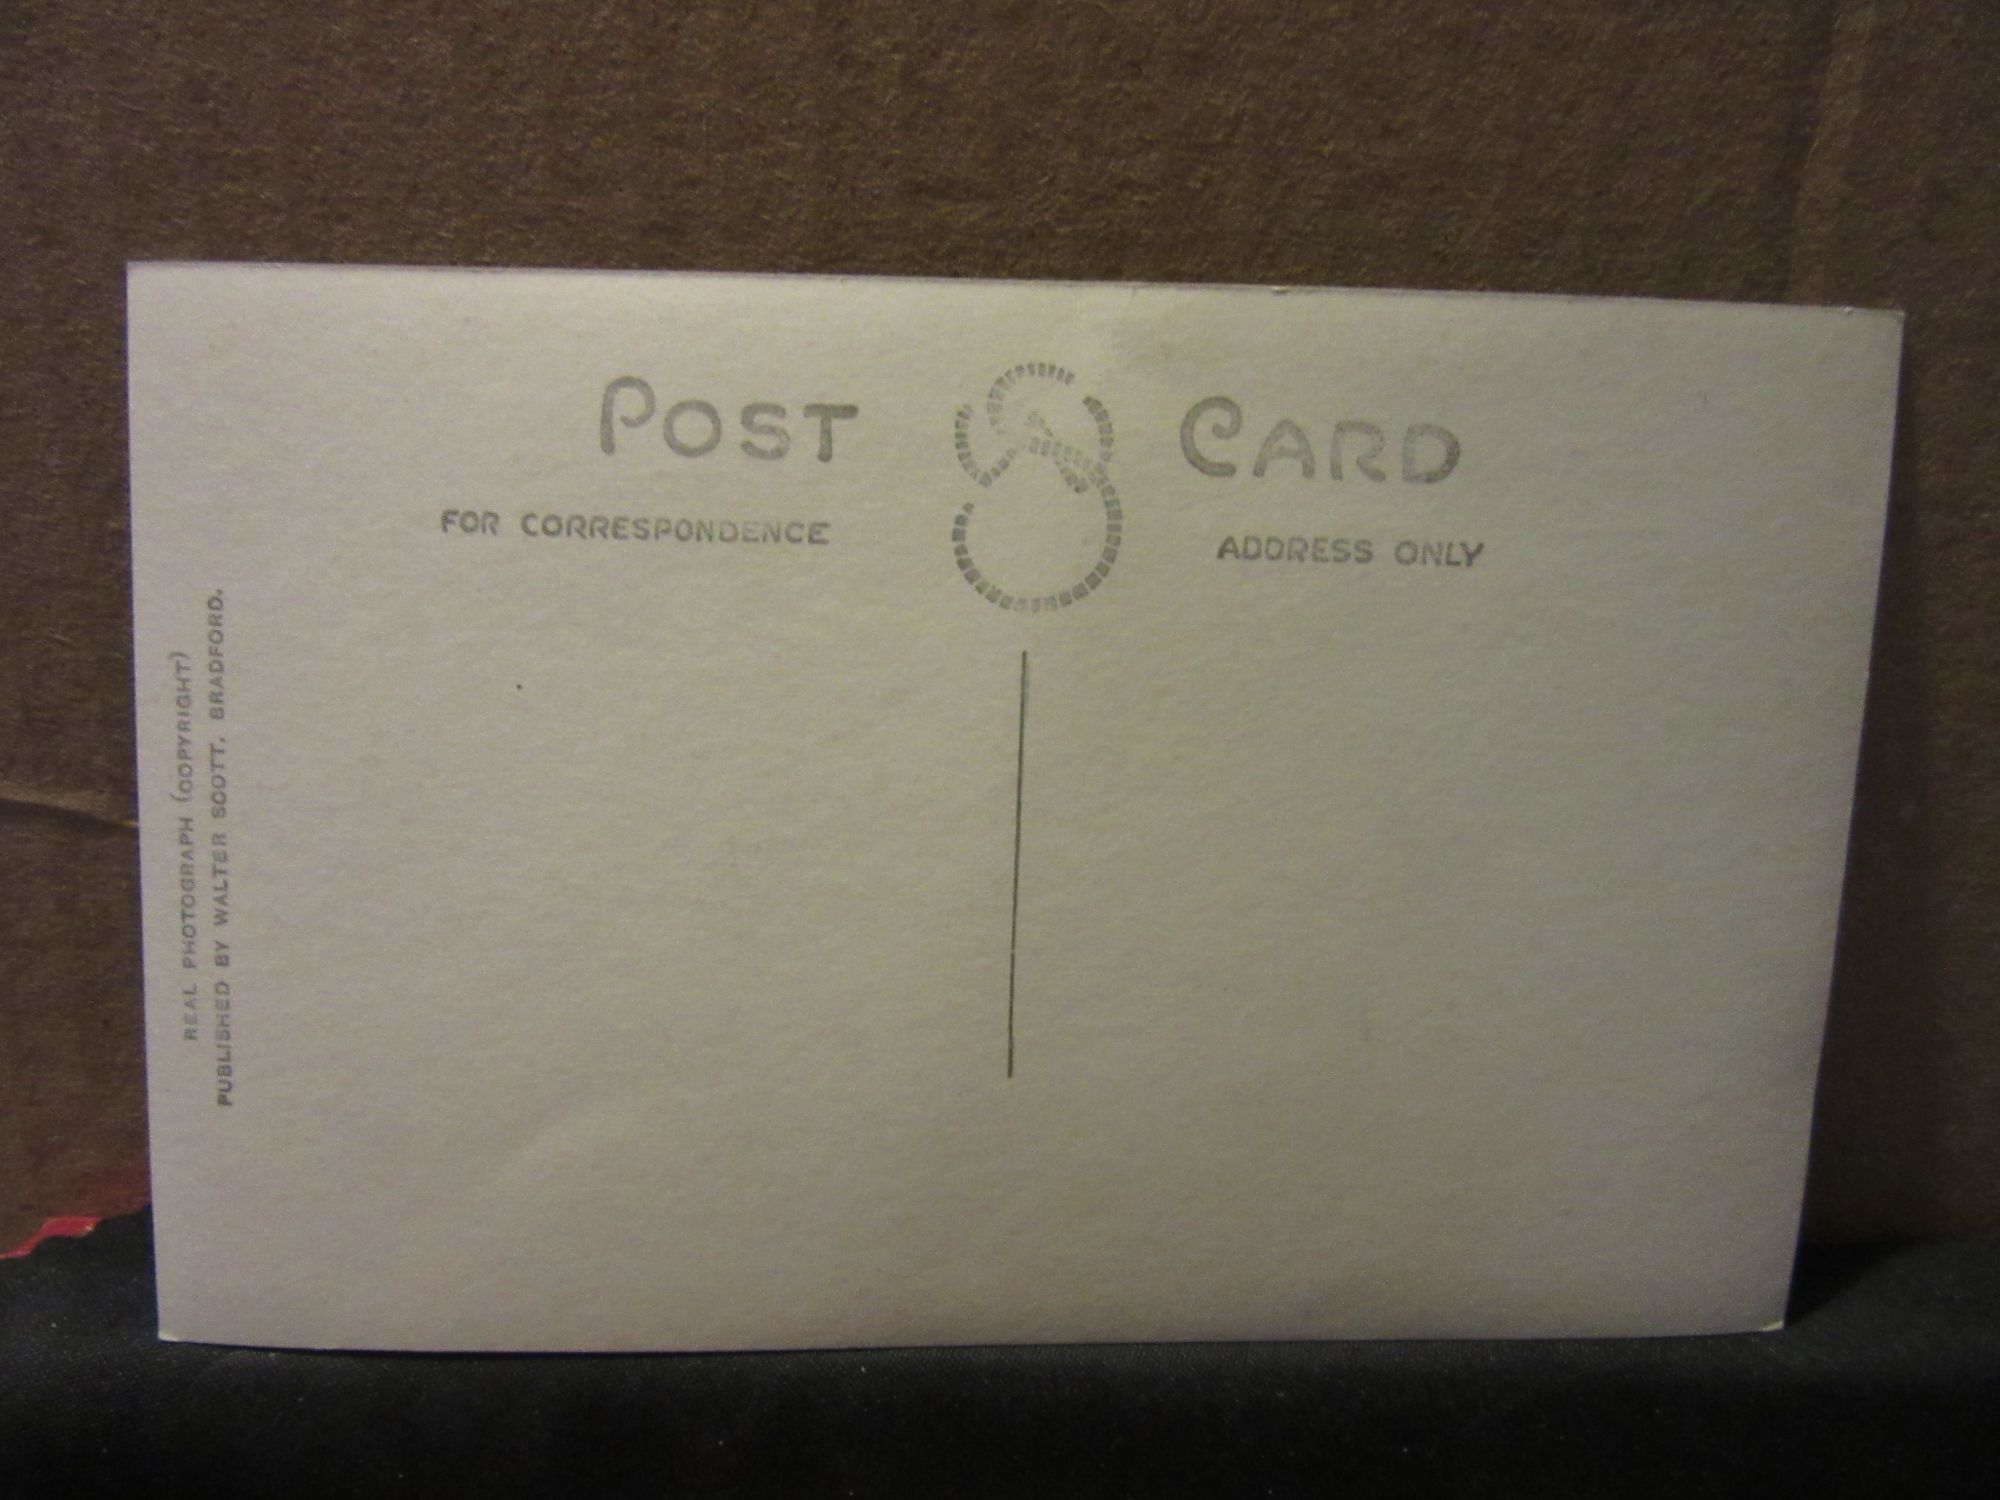 POST CARD
FOR CORRESPONDENCE
ADDRESS ONLY
REAL PHOTOGRAPH (COPYRIGHT)
PUBLISHED BY WALTER SCOTT, BRADFORD.